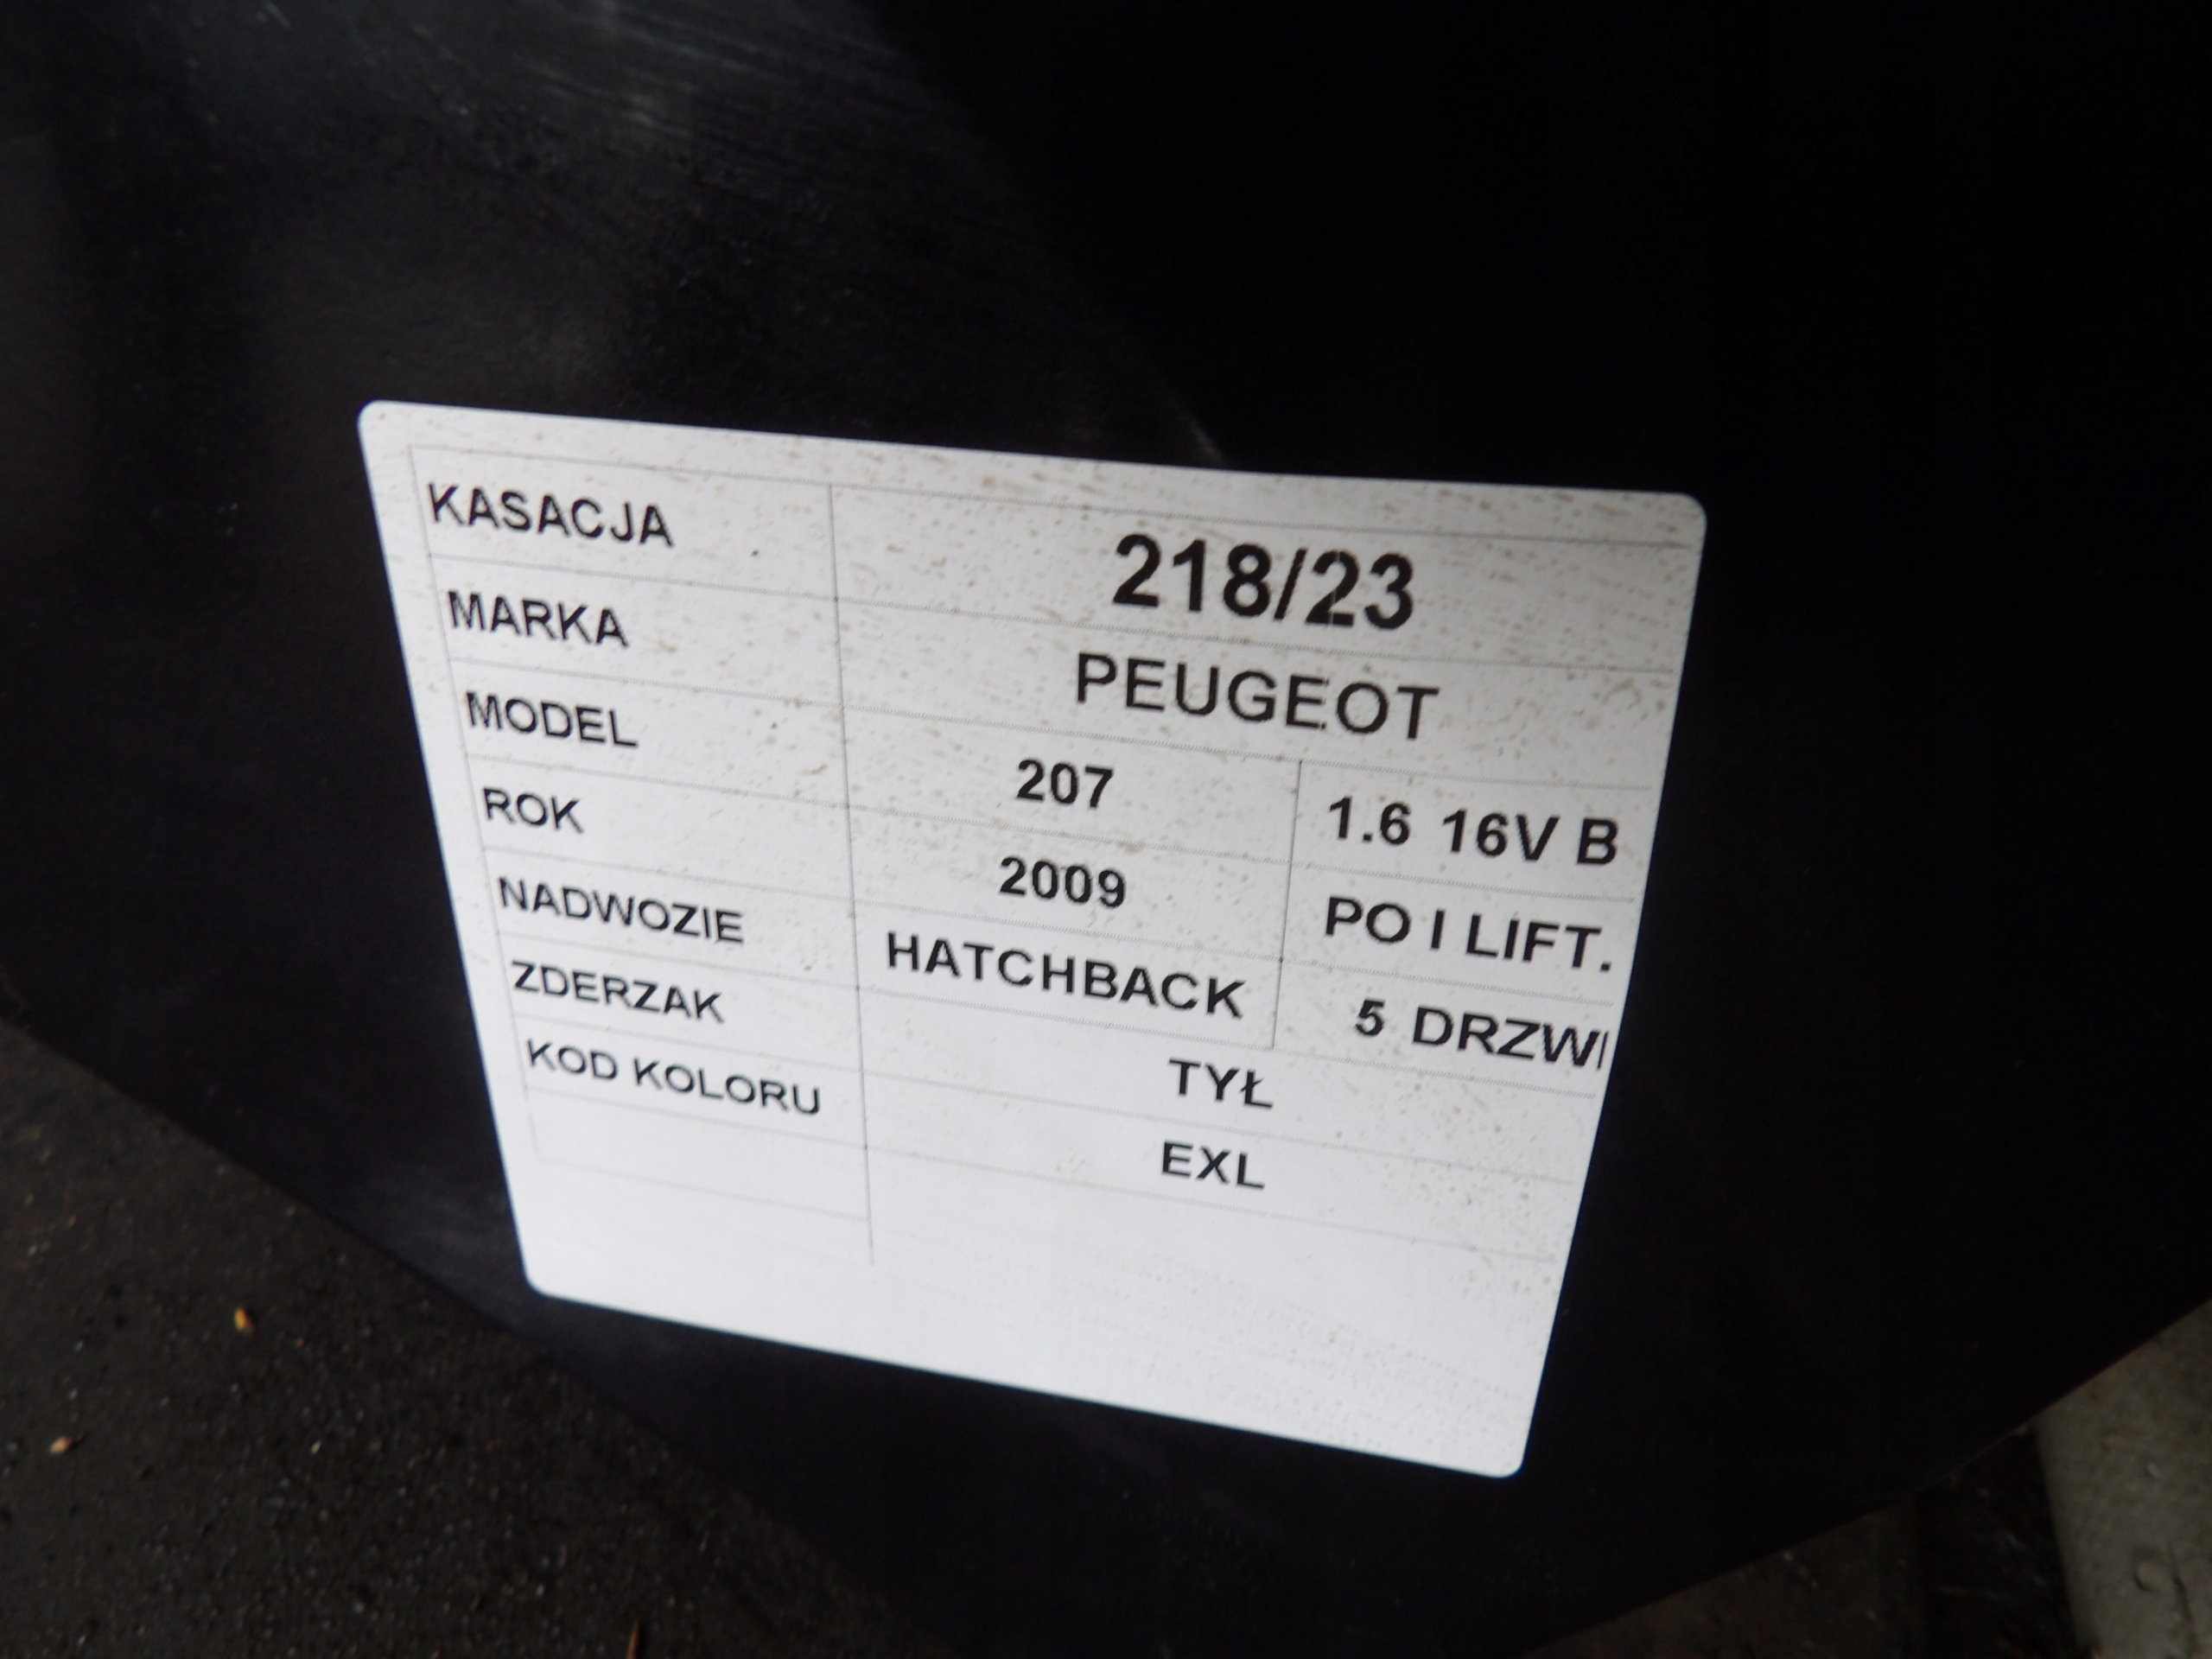 KASACJA 218/23
MARKA PEUGEOT
MODEL 207 1.6 16V B
ROK 2009 PO I LIFT.
NADWOZIE HATCHBACK 5 DRZWI
ZDERZAK TYŁ
KOD KOLORU EXL